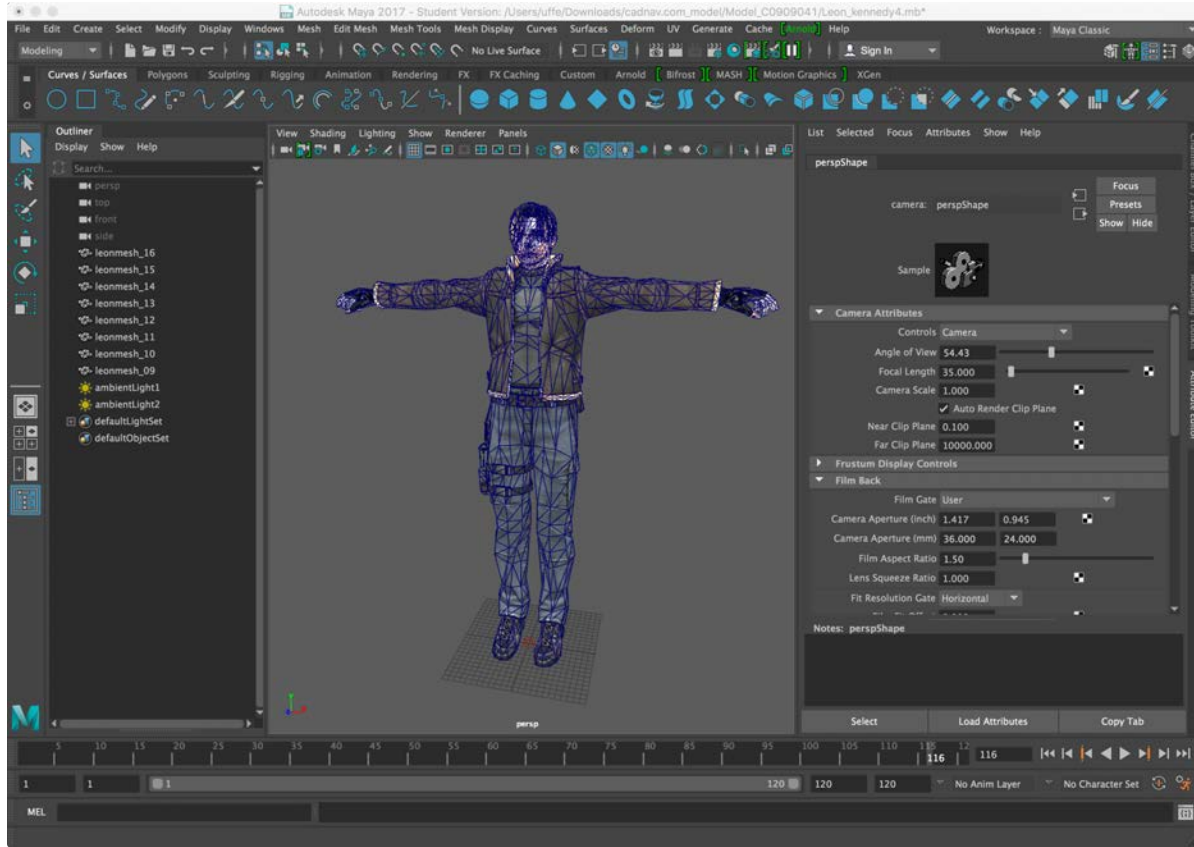 Autodesk Maya 2017 - Student Version: /Users/uffe/Downloads/cadnav.com_model/Model_C0909041/Leon_kennedy4.mb*
File Edit Create Select Modify Display Windows Mesh Edit Mesh Mesh Tools Mesh Display Curves Surfaces Deform UV Generate Cache [Arnold] Help Workspace : Maya Classic
Modeling No Live Surface Sign In
Curves / Surfaces Polygons Sculpting Rigging Animation Rendering FX FX Caching Custom Arnold [ Bifrost ][ MASH ][ Motion Graphics ] XGen
Outliner
Display Show Help
Search...
persp
top
front
side
leonmesh_16
leonmesh_15
leonmesh_14
leonmesh_13
leonmesh_12
leonmesh_11
leonmesh_10
leonmesh_09
ambientLight1
ambientLight2
defaultLightSet
defaultObjectSet
View Shading Lighting Show Renderer Panels
persp
List Selected Focus Attributes Show Help
perspShape
camera: perspShape
Focus
Presets
Show Hide
Sample
Camera Attributes
Controls Camera
Angle of View 54.43
Focal Length 35.000
Camera Scale 1.000
Auto Render Clip Plane
Near Clip Plane 0.100
Far Clip Plane 10000.000
Frustum Display Controls
Film Back
Film Gate User
Camera Aperture (inch) 1.417 0.945
Camera Aperture (mm) 36.000 24.000
Film Aspect Ratio 1.50
Lens Squeeze Ratio 1.000
Fit Resolution Gate Horizontal
Notes: perspShape
Select Load Attributes Copy Tab
5 10 15 20 25 30 35 40 45 50 55 60 65 70 75 80 85 90 95 100 105 110 115 12
116 116
1 1 1 120 120 120 No Anim Layer No Character Set
MEL